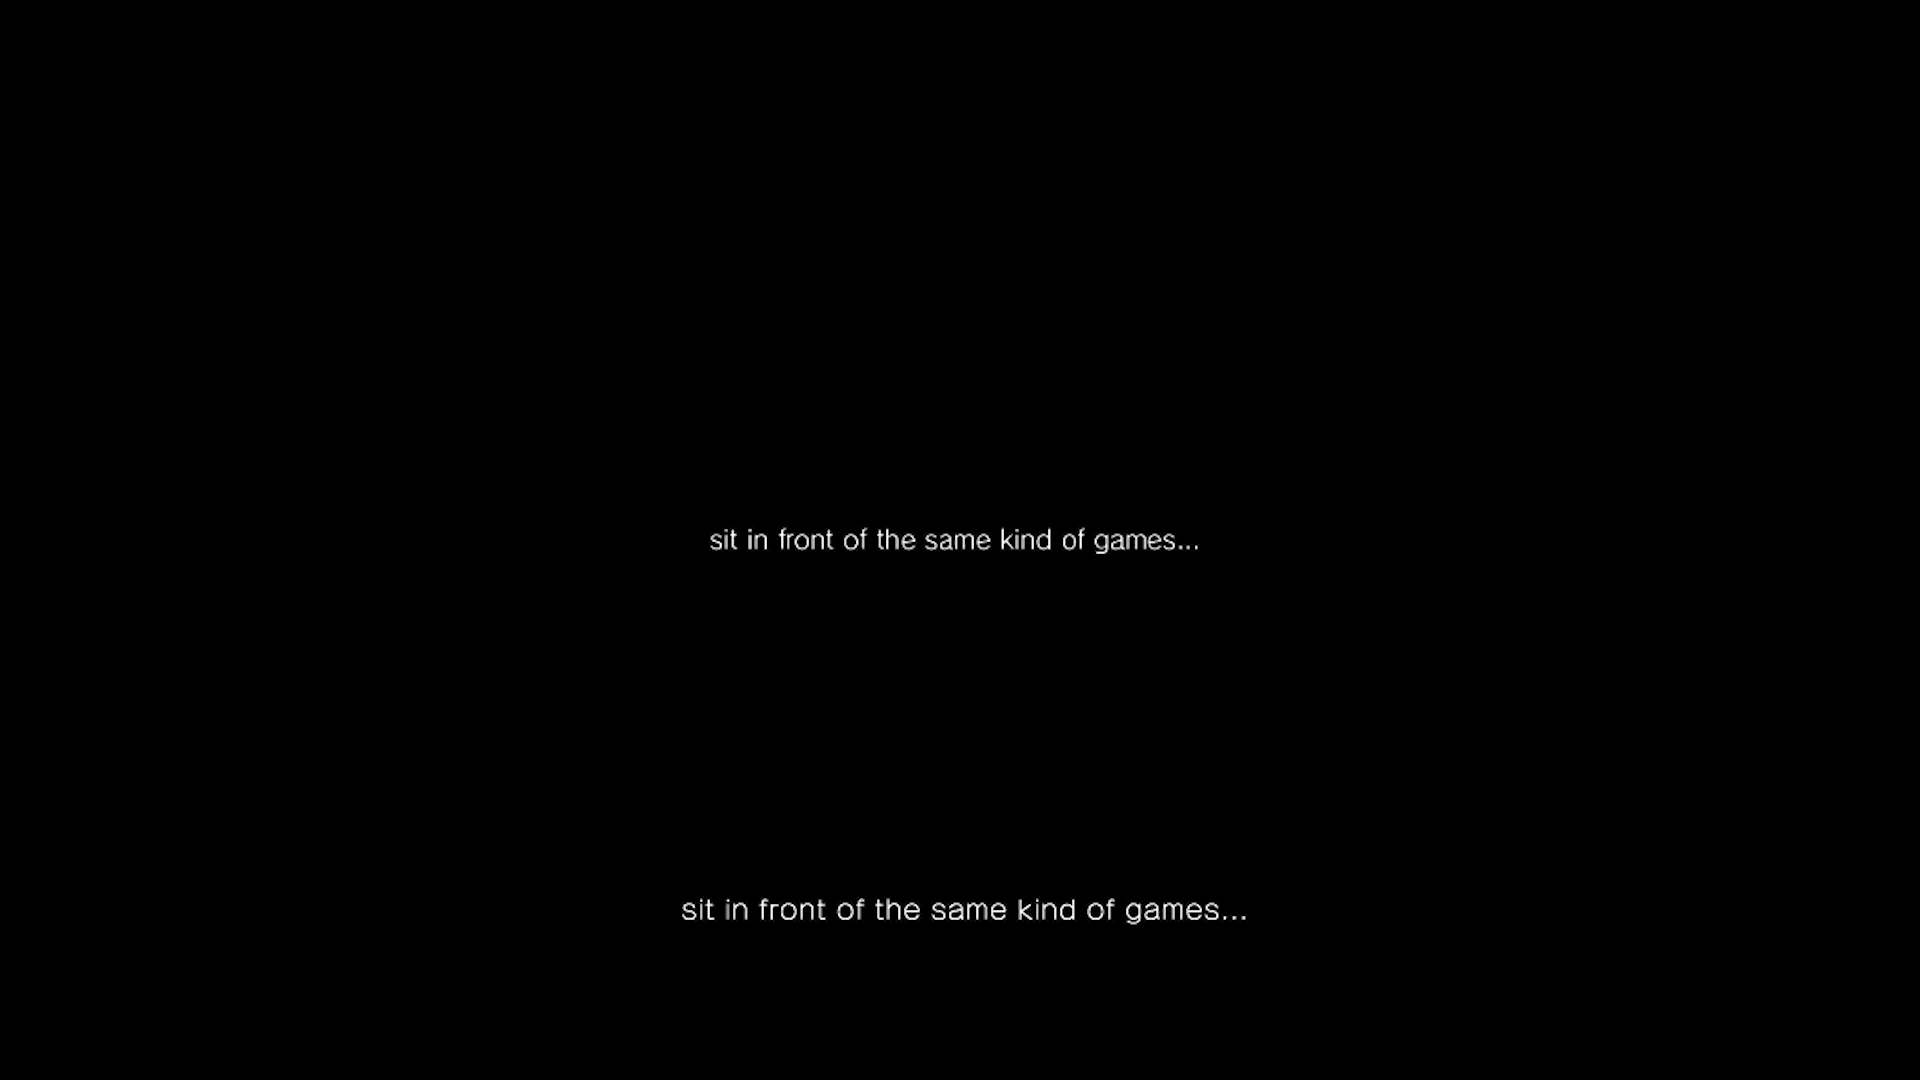 sit in front of the same kind of games...
sit in front of the same kind of games...